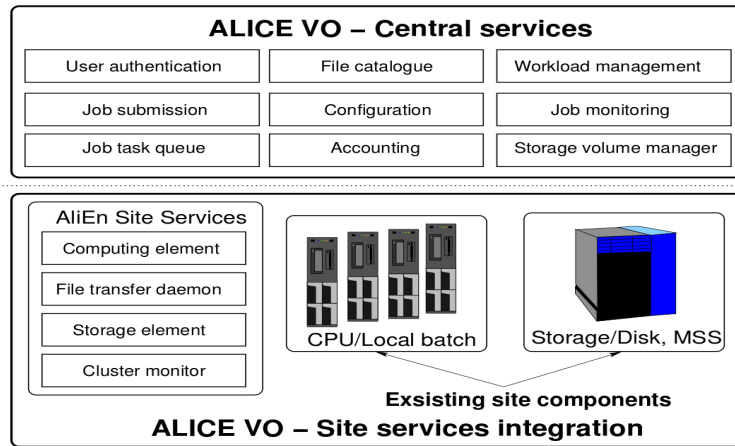 ALICE VO – Central services
User authentication
File catalogue
Workload management
Job submission
Configuration
Job monitoring
Job task queue
Accounting
Storage volume manager
AliEn Site Services
Computing element
File transfer daemon
Storage element
Cluster monitor
CPU/Local batch
Storage/Disk, MSS
Exsisting site components
ALICE VO – Site services integration